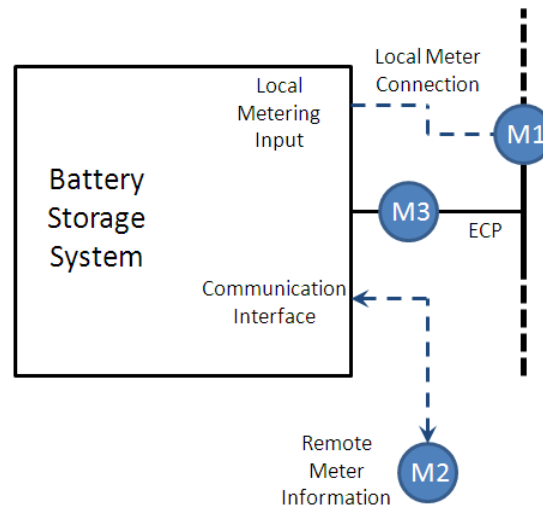 Local Meter
Connection
Local
Metering
Input
M1
Battery
Storage
System
M3
ECP
Communication
Interface
Remote
Meter
Information
M2